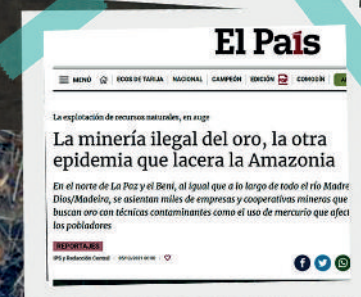 El País
MENÚ ECOS DE TARIJA NACIONAL CAMPEÓN EDICIÓN PDF COMODÍN
La explotación de recursos naturales, en auge
La minería ilegal del oro, la otra
epidemia que lacera la Amazonia
En el norte de La Paz y el Beni, al igual que a lo largo de todo el río Madre
Dios/Madeira, se asientan miles de empresas y cooperativas mineras que
buscan oro con técnicas contaminantes como el uso de mercurio que afect
los pobladores
REPORTAJES
IPS y Redacción Central